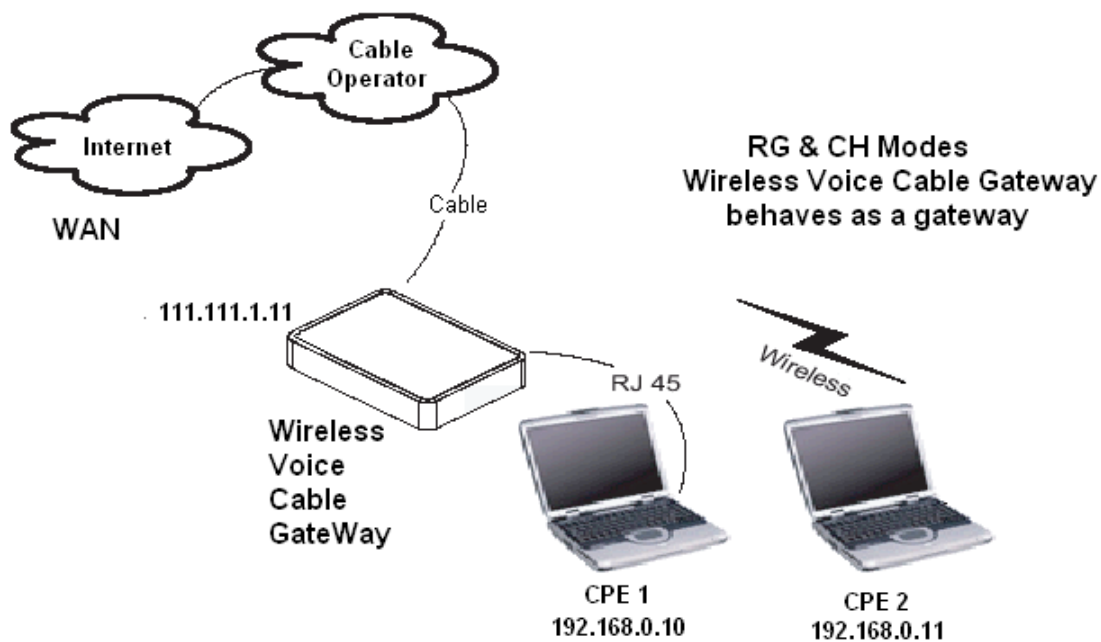 Cable
Operator
Internet
WAN
Cable
RG & CH Modes
Wireless Voice Cable Gateway
behaves as a gateway
111.111.1.11
Wireless
RJ 45
Wireless
Voice
Cable
GateWay
CPE 1
192.168.0.10
CPE 2
192.168.0.11